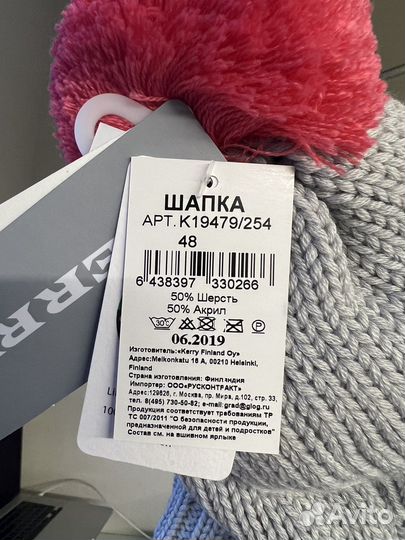 ШАПКА
АРТ. K19479/254
48
6 438397 330266
50% Шерсть
50% Акрил
30°
P
06.2019
Изготовитель:«Kerry Finland Oy»
Адрес:Melkonkatu 16 A, 00210 Helsinki,
Finland
Страна изготовления: Финляндия
Импортер: ООО«РУСКОНТРАКТ»
Адрес:129626, г. Москва, пр. Мира, д.102, стр. 33,
тел. 8(495) 730-50-82; e-mail: grad@glog.ru
Продукция соответствует требованиям ТР
ТС 007/2011 "О безопасности продукции,
предназначенной для детей и подростков"
Состав см. на вшивном ярлыке
ERR
Li
100
Avito